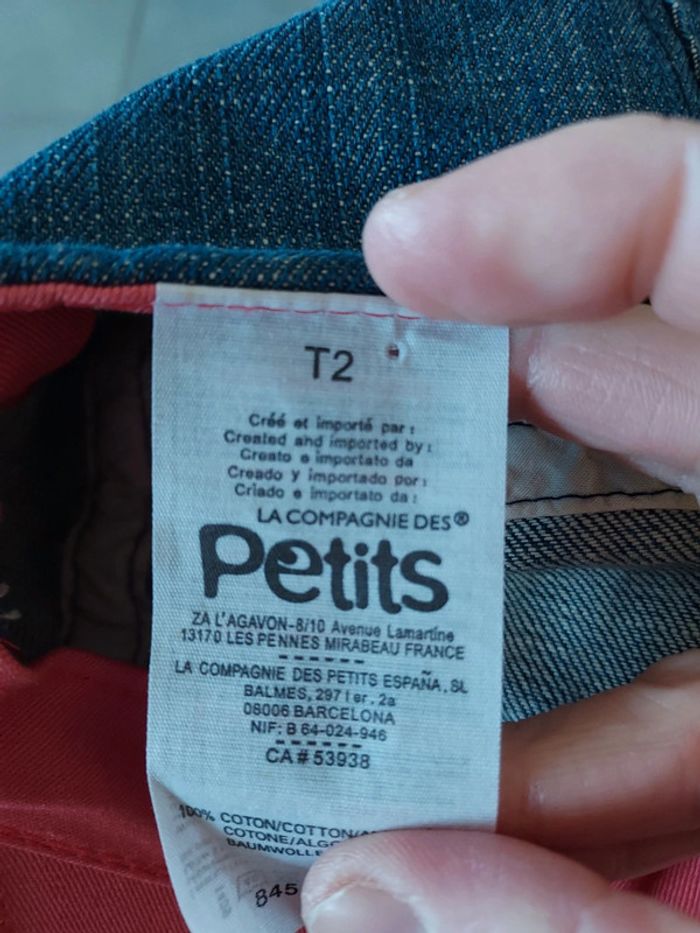 T2
Créé et importé par :
Created and imported by :
Creato e importato da
Creado y importado por :
Criado e importato da :
LA COMPAGNIE DES®
Petits
ZA L'AGAVON-8/10 Avenue Lamartine
13170 LES PENNES MIRABEAU FRANCE
LA COMPAGNIE DES PETITS ESPAÑA, SL
BALMES, 297 1 er. 2a
08006 BARCELONA
NIF: B 64-024-946
CA # 53938
100% COTON/COTTON/
COTONE/ALGO
BAUMWOLLE
845